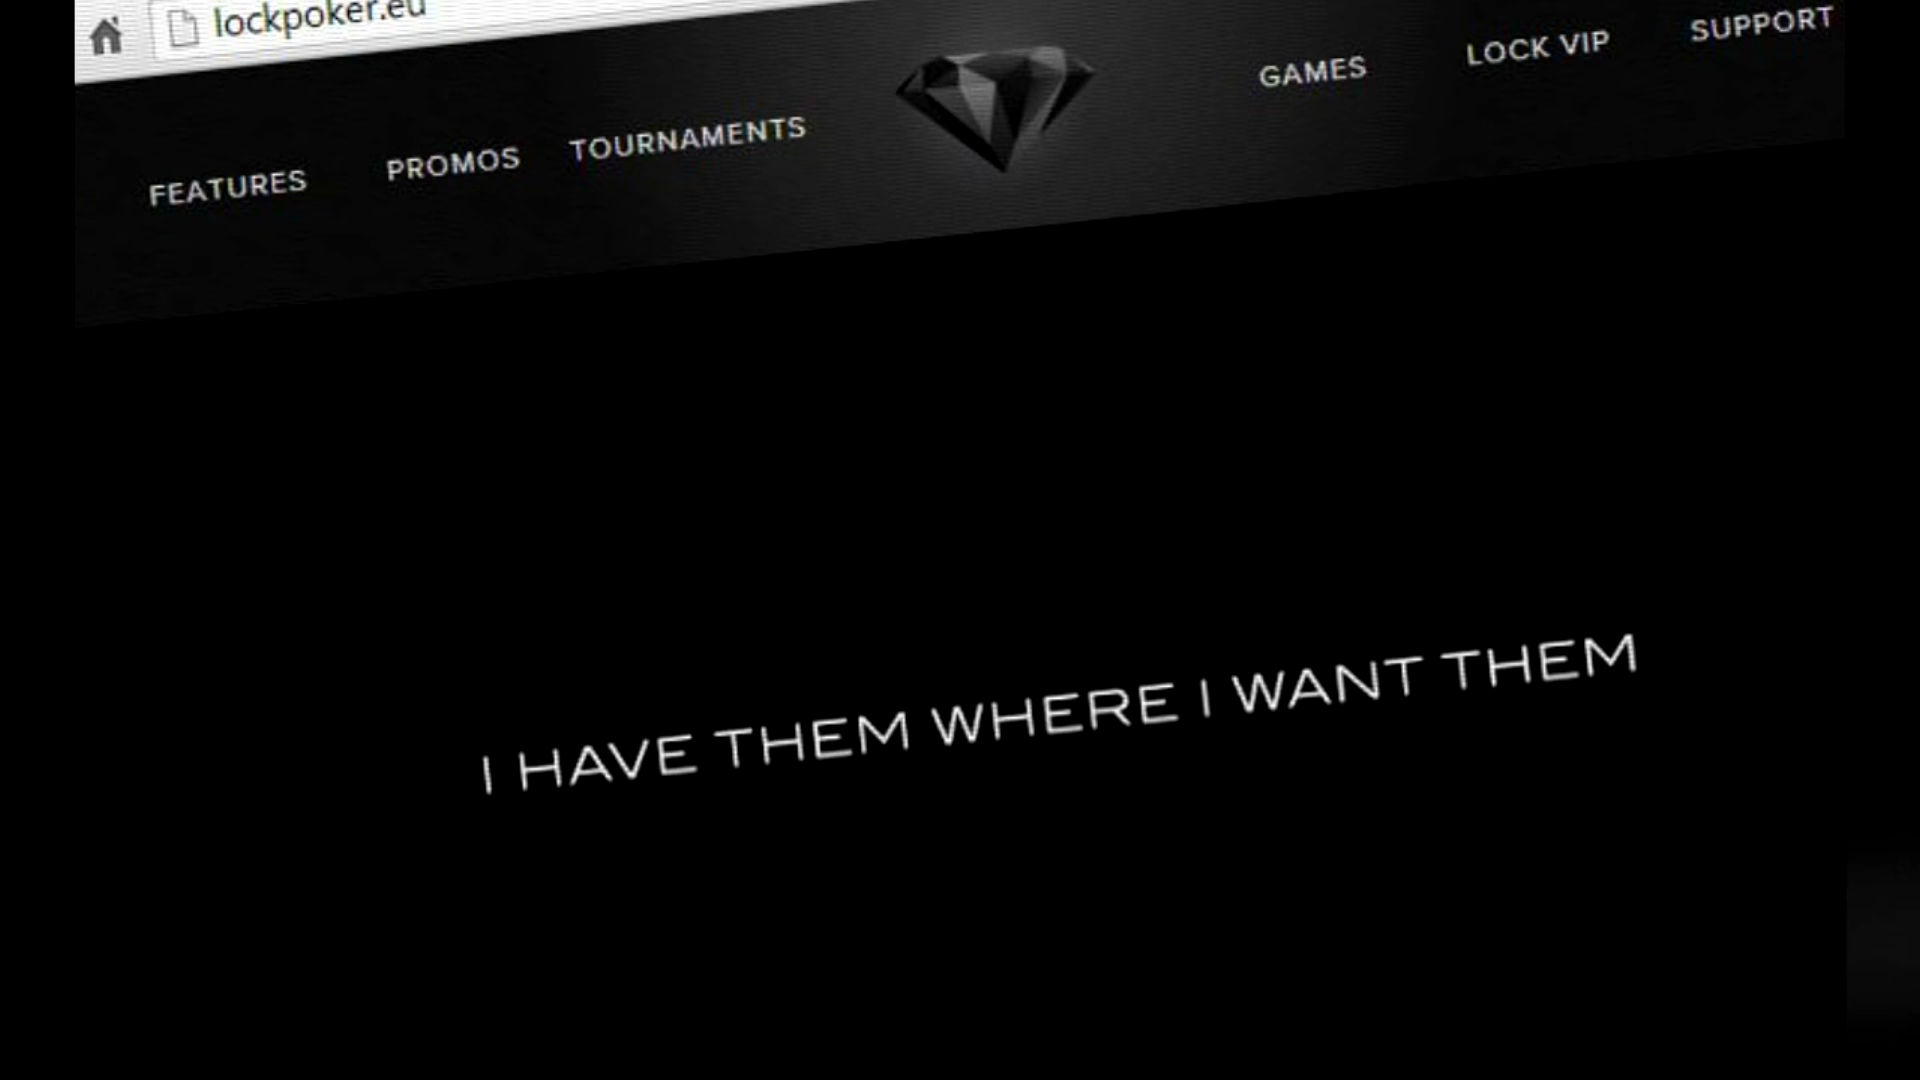 lockpoker.eu
FEATURES PROMOS TOURNAMENTS GAMES LOCK VIP SUPPORT
I HAVE THEM WHERE I WANT THEM